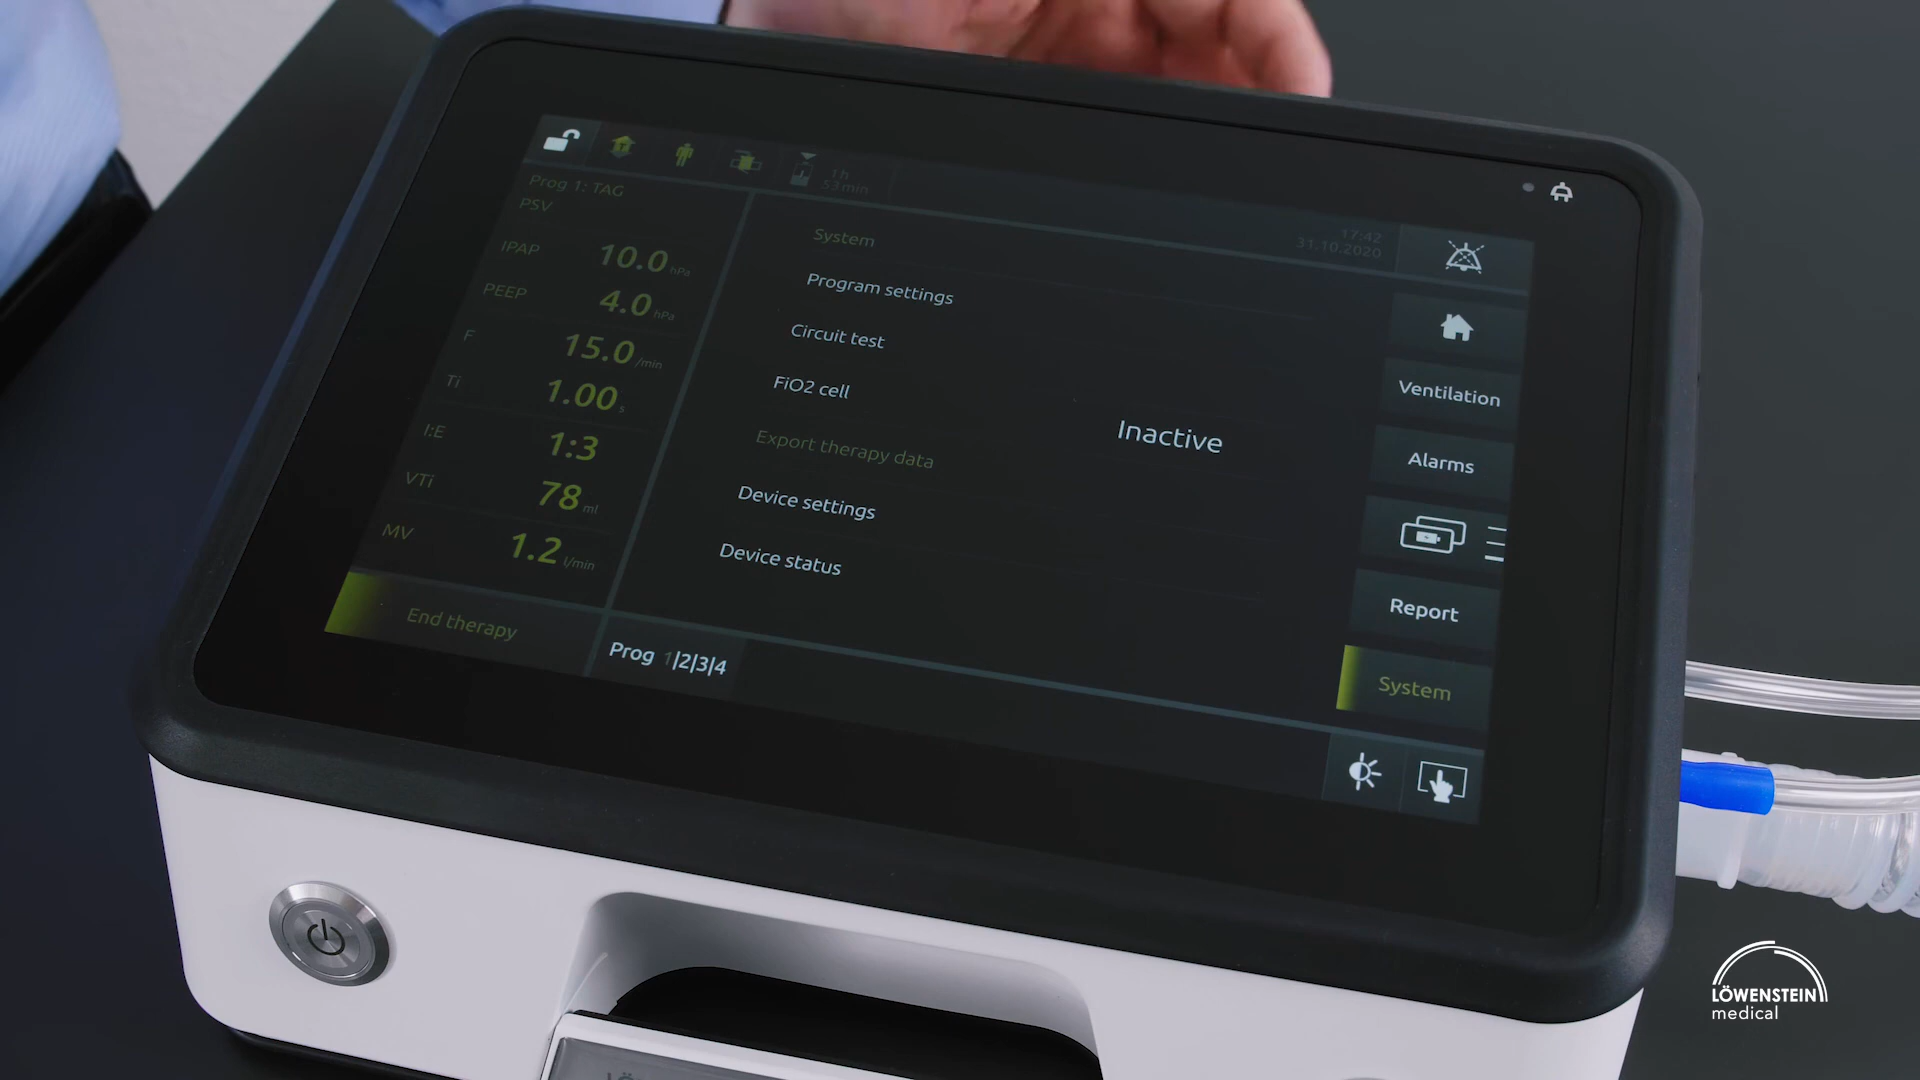 1 h
53 min
17:42
31.10.2020
Prog 1: TAG
PSV
IPAP 10.0 hPa
PEEP 4.0 hPa
F 15.0 /min
Ti 1.00 s
I:E 1:3
VTi 78 ml
MV 1.2 l/min
End therapy
System
Program settings
Circuit test
FiO2 cell Inactive
Export therapy data
Device settings
Device status
Prog 1|2|3|4
Ventilation
Alarms
Report
System
LÖWENSTEIN
medical